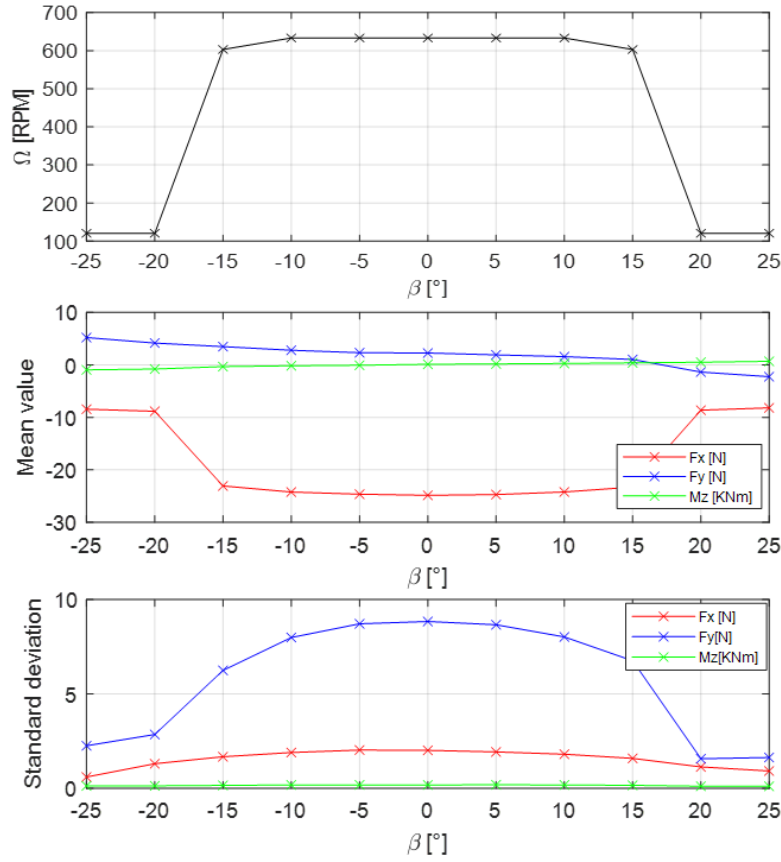 700
600
500
400
300
200
100
Ω [RPM]
-25 -20 -15 -10 -5 0 5 10 15 20 25
β [°]
10
0
-10
-20
-30
Mean value
Fx [N]
Fy [N]
Mz [KNm]
-25 -20 -15 -10 -5 0 5 10 15 20 25
β [°]
10
5
0
Standard deviation
Fx [N]
Fy[N]
Mz[KNm]
-25 -20 -15 -10 -5 0 5 10 15 20 25
β [°]